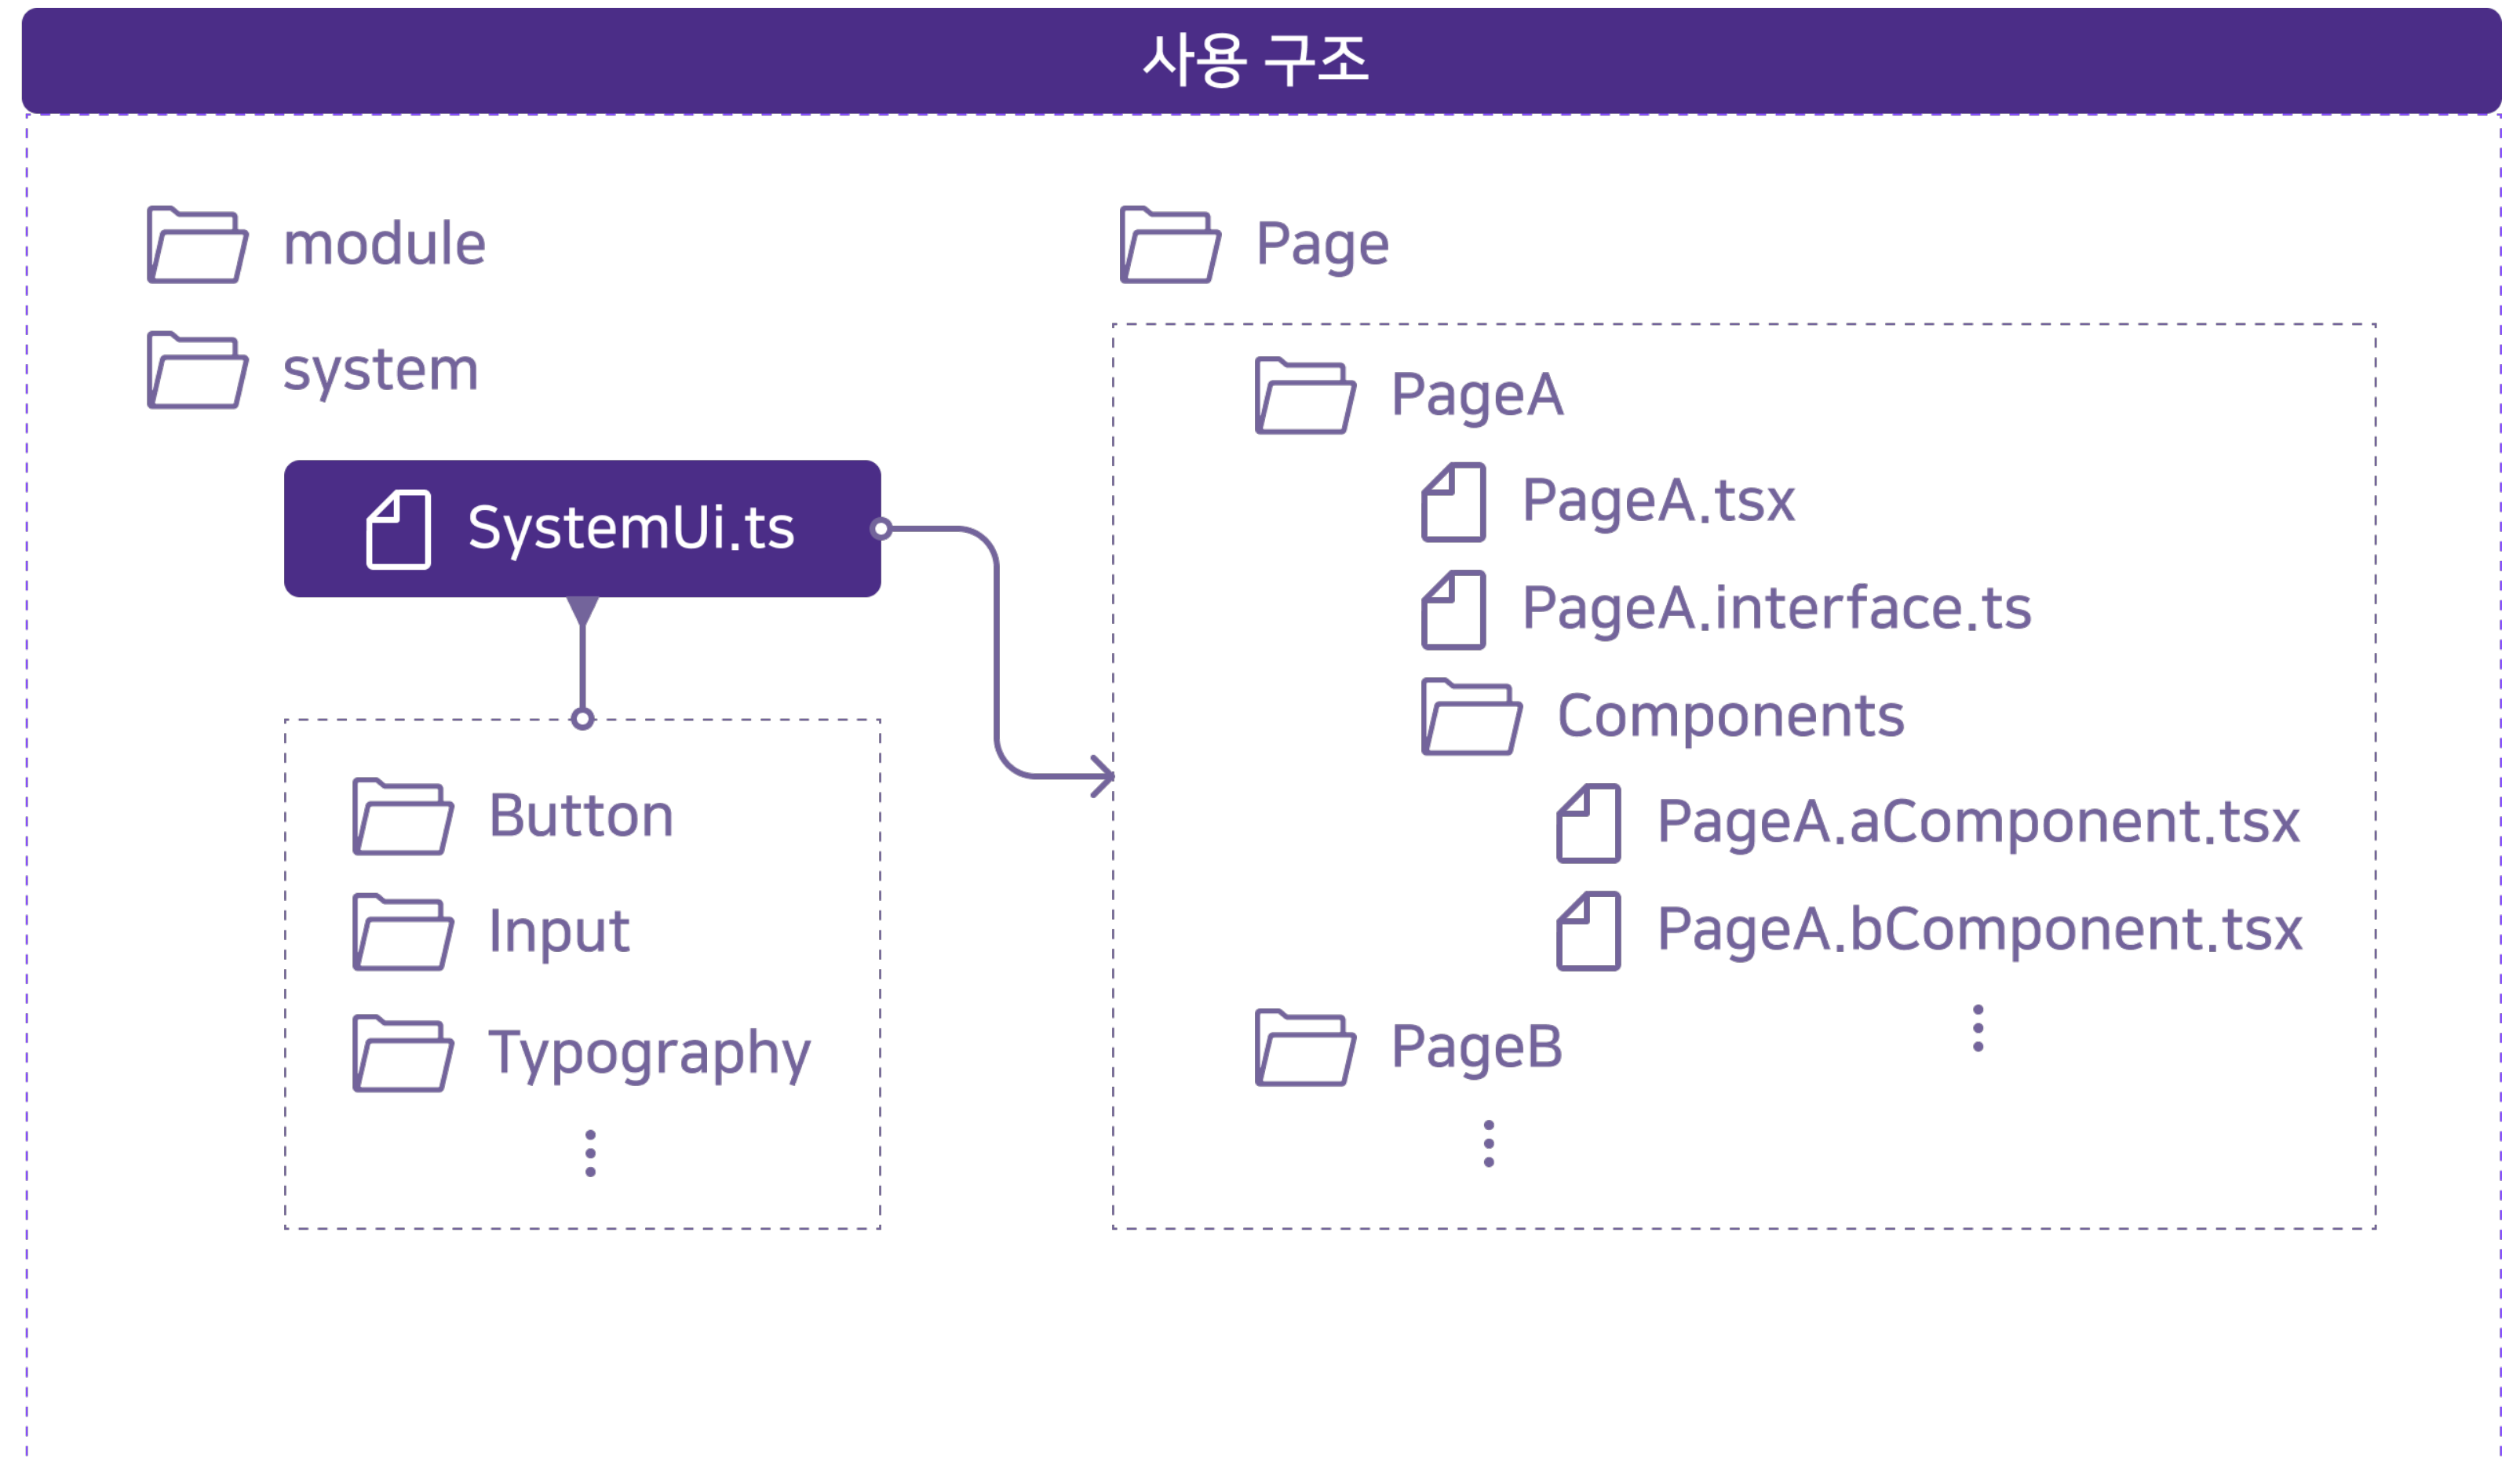 사용 구조
module
system
SystemUi.ts
Button
Input
Typography
Page
PageA
PageA.tsx
PageA.interface.ts
Components
PageA.aComponent.tsx
PageA.bComponent.tsx
PageB